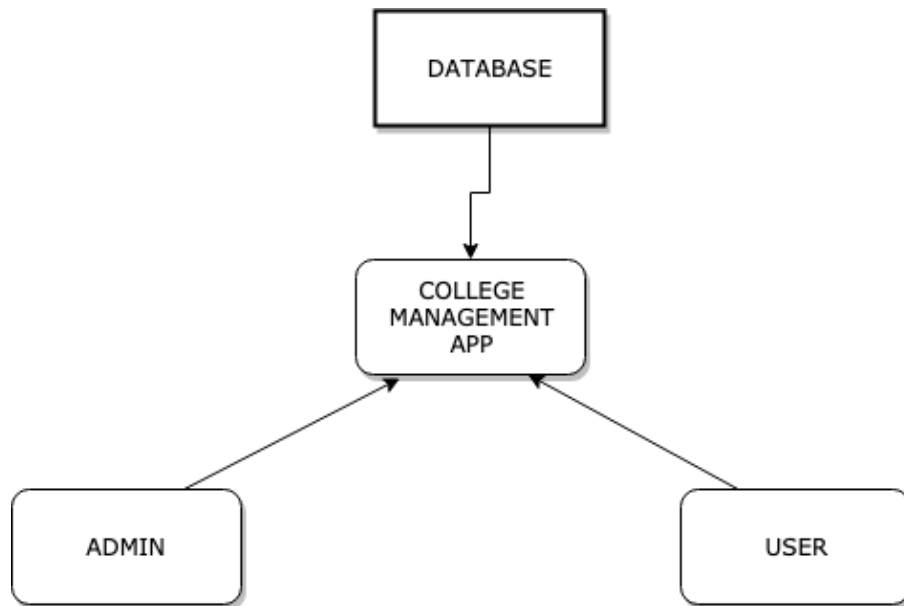 DATABASE
COLLEGE
MANAGEMENT
APP
ADMIN
USER